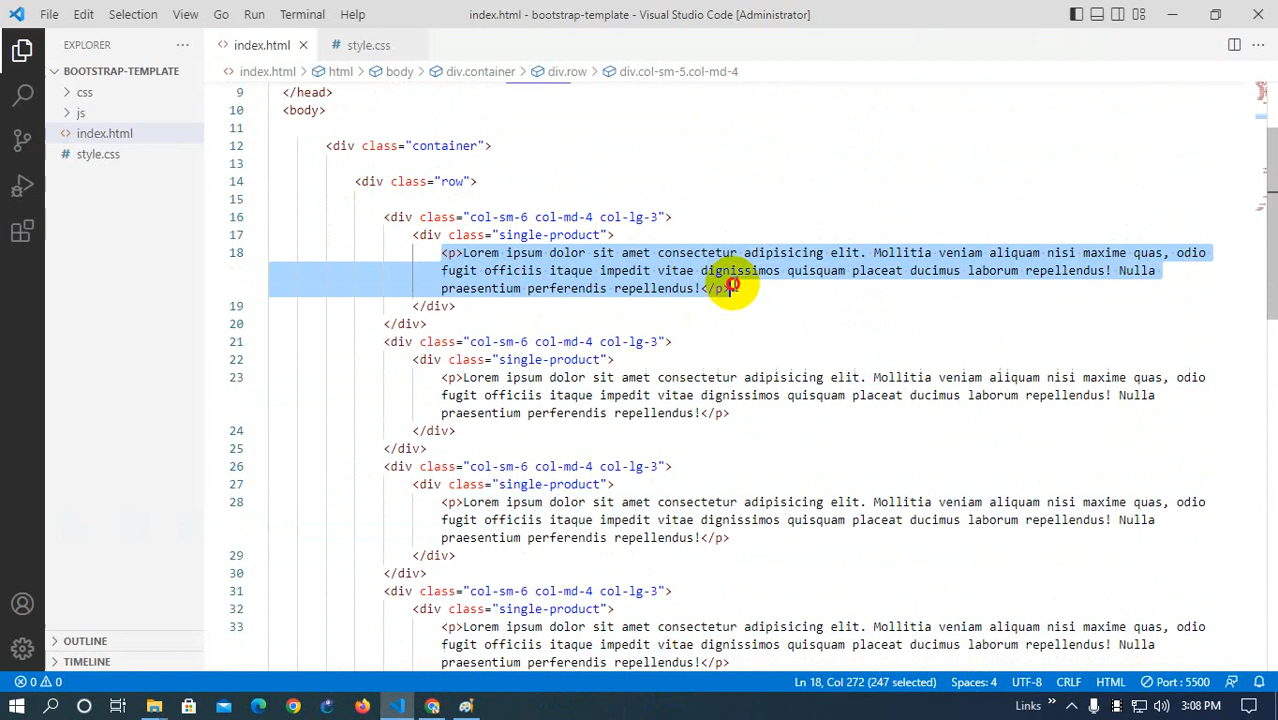 File Edit Selection View Go Run Terminal Help index.html - bootstrap-template - Visual Studio Code [Administrator]
EXPLORER ··· index.html × style.css
BOOTSTRAP-TEMPLATE index.html > html > body > div.container > div.row > div.col-sm-5.col-md-4
css
js
index.html
style.css
9 </head>
10 <body>
11
12 <div class="container">
13
14 <div class="row">
15
16 <div class="col-sm-6 col-md-4 col-lg-3">
17 <div class="single-product">
18 <p>Lorem ipsum dolor sit amet consectetur adipisicing elit. Mollitia veniam aliquam nisi maxime quas, odio
fugit officiis itaque impedit vitae dignissimos quisquam placeat ducimus laborum repellendus! Nulla
praesentium perferendis repellendus!</p>
19 </div>
20 </div>
21 <div class="col-sm-6 col-md-4 col-lg-3">
22 <div class="single-product">
23 <p>Lorem ipsum dolor sit amet consectetur adipisicing elit. Mollitia veniam aliquam nisi maxime quas, odio
fugit officiis itaque impedit vitae dignissimos quisquam placeat ducimus laborum repellendus! Nulla
praesentium perferendis repellendus!</p>
24 </div>
25 </div>
26 <div class="col-sm-6 col-md-4 col-lg-3">
27 <div class="single-product">
28 <p>Lorem ipsum dolor sit amet consectetur adipisicing elit. Mollitia veniam aliquam nisi maxime quas, odio
fugit officiis itaque impedit vitae dignissimos quisquam placeat ducimus laborum repellendus! Nulla
praesentium perferendis repellendus!</p>
29 </div>
30 </div>
31 <div class="col-sm-6 col-md-4 col-lg-3">
32 <div class="single-product">
33 <p>Lorem ipsum dolor sit amet consectetur adipisicing elit. Mollitia veniam aliquam nisi maxime quas, odio
fugit officiis itaque impedit vitae dignissimos quisquam placeat ducimus laborum repellendus! Nulla
praesentium perferendis repellendus!</p>
OUTLINE
TIMELINE
0 0 Ln 18, Col 272 (247 selected) Spaces: 4 UTF-8 CRLF HTML Port : 5500
Links » 3:08 PM